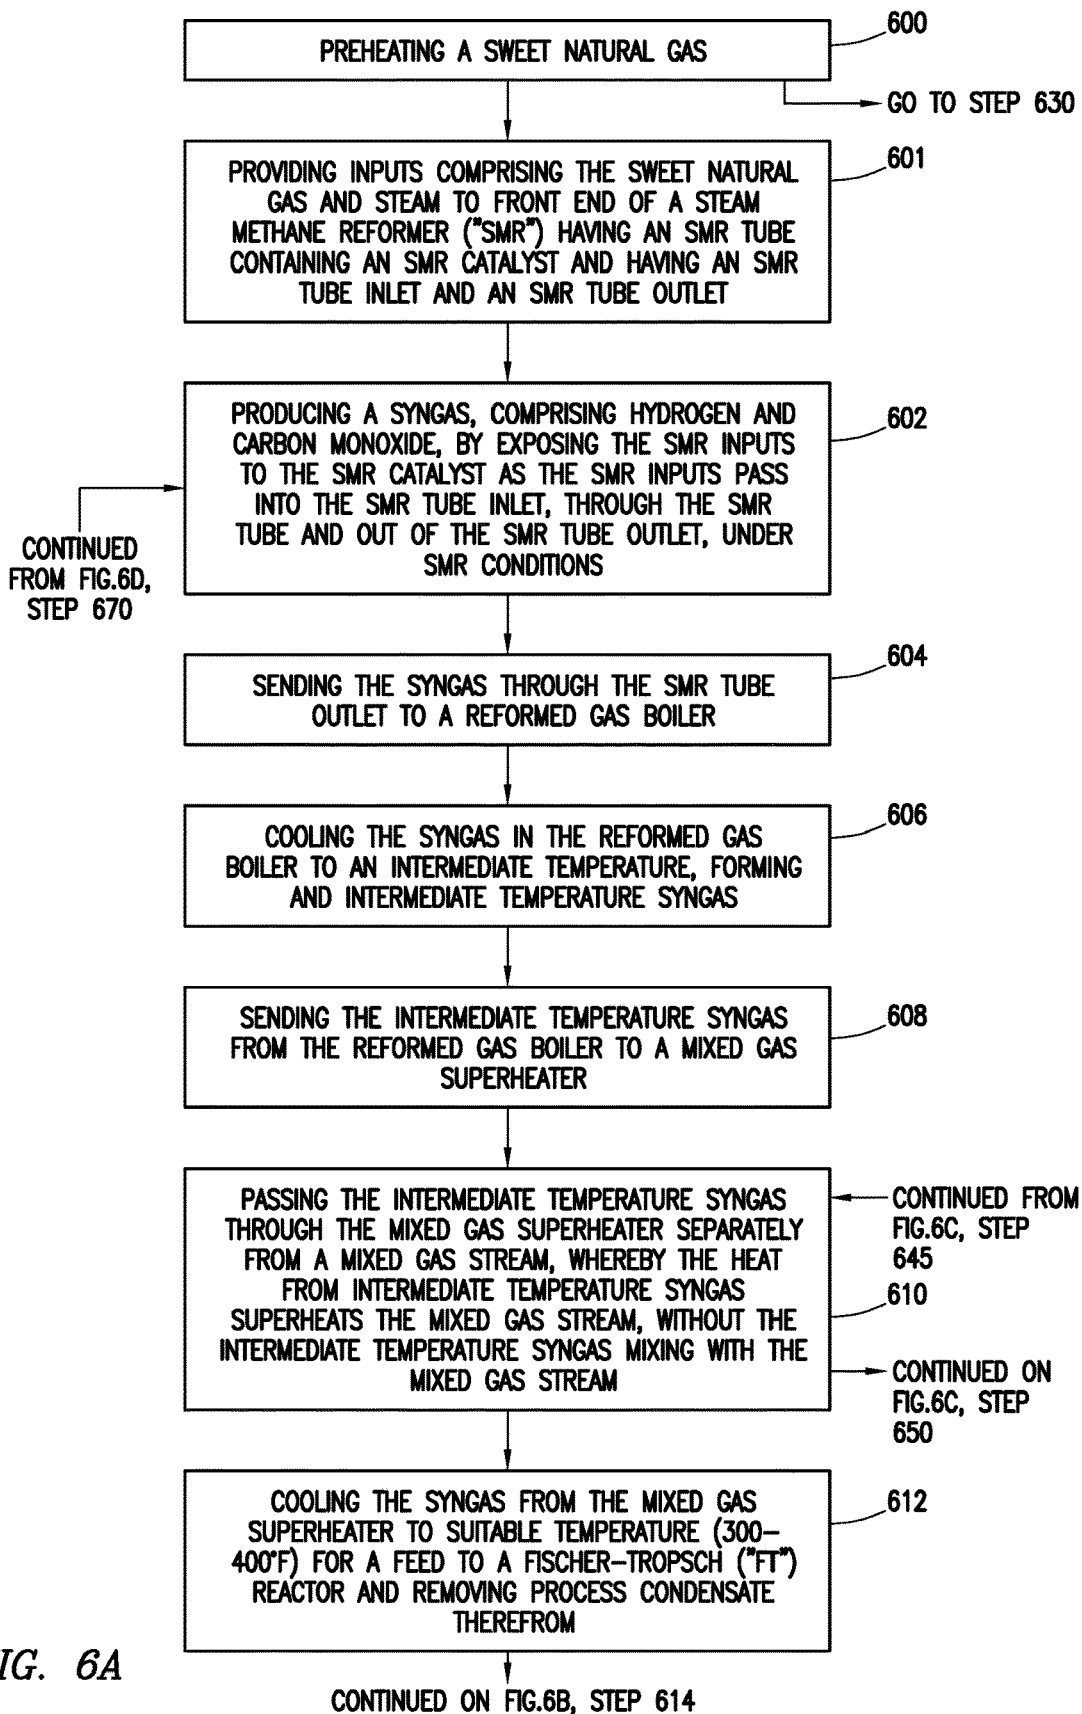 PREHEATING A SWEET NATURAL GAS
600
GO TO STEP 630
PROVIDING INPUTS COMPRISING THE SWEET NATURAL
GAS AND STEAM TO FRONT END OF A STEAM
METHANE REFORMER ("SMR") HAVING AN SMR TUBE
CONTAINING AN SMR CATALYST AND HAVING AN SMR
TUBE INLET AND AN SMR TUBE OUTLET
601
PRODUCING A SYNGAS, COMPRISING HYDROGEN AND
CARBON MONOXIDE, BY EXPOSING THE SMR INPUTS
TO THE SMR CATALYST AS THE SMR INPUTS PASS
INTO THE SMR TUBE INLET, THROUGH THE SMR
TUBE AND OUT OF THE SMR TUBE OUTLET, UNDER
SMR CONDITIONS
602
CONTINUED
FROM FIG.6D,
STEP 670
SENDING THE SYNGAS THROUGH THE SMR TUBE
OUTLET TO A REFORMED GAS BOILER
604
COOLING THE SYNGAS IN THE REFORMED GAS
BOILER TO AN INTERMEDIATE TEMPERATURE, FORMING
AND INTERMEDIATE TEMPERATURE SYNGAS
606
SENDING THE INTERMEDIATE TEMPERATURE SYNGAS
FROM THE REFORMED GAS BOILER TO A MIXED GAS
SUPERHEATER
608
PASSING THE INTERMEDIATE TEMPERATURE SYNGAS
THROUGH THE MIXED GAS SUPERHEATER SEPARATELY
FROM A MIXED GAS STREAM, WHEREBY THE HEAT
FROM INTERMEDIATE TEMPERATURE SYNGAS
SUPERHEATS THE MIXED GAS STREAM, WITHOUT THE
INTERMEDIATE TEMPERATURE SYNGAS MIXING WITH THE
MIXED GAS STREAM
CONTINUED FROM
FIG.6C, STEP
645
610
CONTINUED ON
FIG.6C, STEP
650
COOLING THE SYNGAS FROM THE MIXED GAS
SUPERHEATER TO SUITABLE TEMPERATURE (300–
400°F) FOR A FEED TO A FISCHER–TROPSCH ("FT")
REACTOR AND REMOVING PROCESS CONDENSATE
THEREFROM
612
IG. 6A
CONTINUED ON FIG.6B, STEP 614